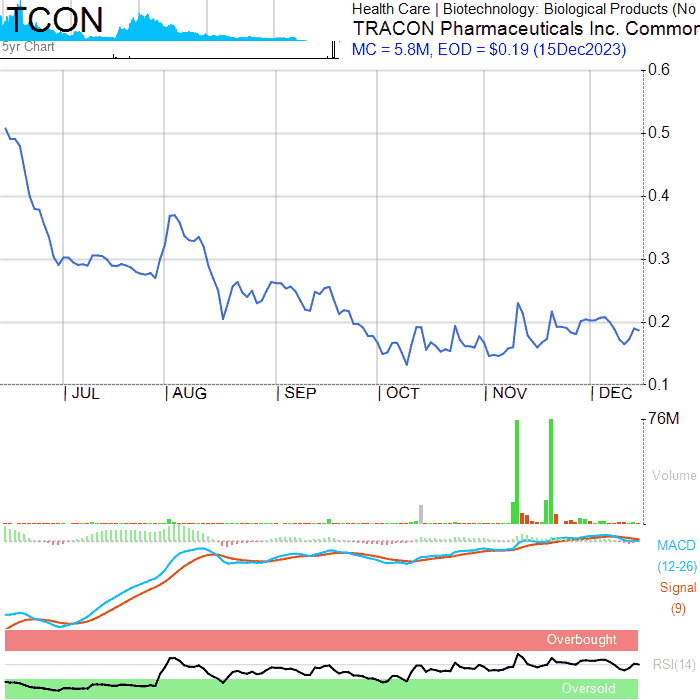 TCON
5yr Chart
Health Care | Biotechnology: Biological Products (No
TRACON Pharmaceuticals Inc. Common
MC = 5.8M, EOD = $0.19 (15Dec2023)
0.6
0.5
0.4
0.3
0.2
0.1
| JUL | AUG | SEP | OCT | NOV | DEC
76M
Volume
MACD
(12-26)
Signal
(9)
Overbought
RSI(14)
Oversold